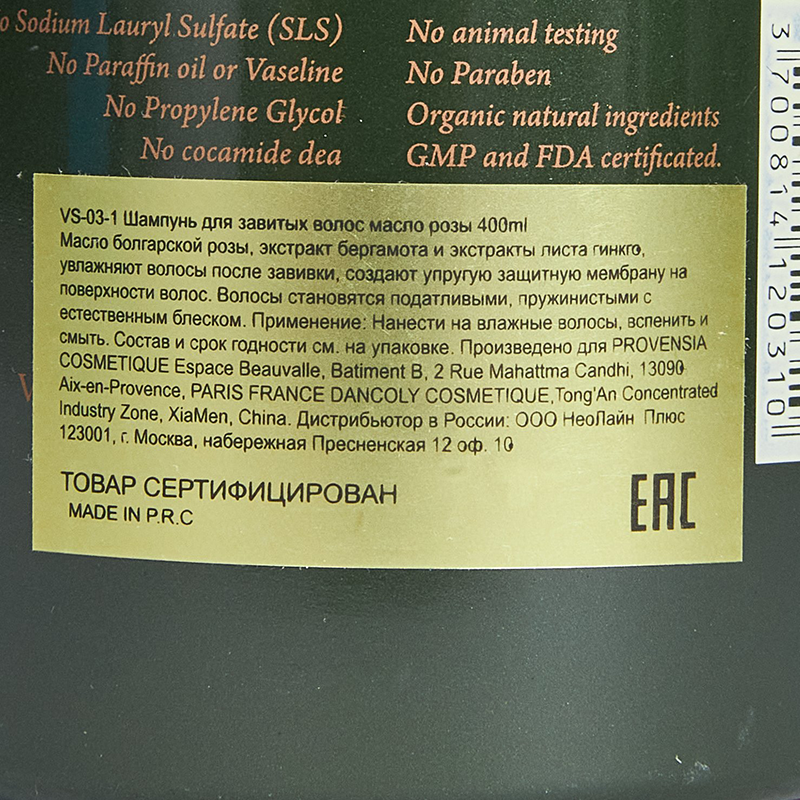 Sodium Lauryl Sulfate (SLS)
No Paraffin oil or Vaseline
No Propylene Glycol
No cocamide dea
No animal testing
No Paraben
Organic natural ingredients
GMP and FDA certificated.
VS-03-1 Шампунь для завитых волос масло розы 400ml
Масло болгарской розы, экстракт бергамота и экстракты листа гинкго,
увлажняют волосы после завивки, создают упругую защитную мембрану на
поверхности волос. Волосы становятся податливыми, пружинистыми с
естественным блеском. Применение: Нанести на влажные волосы, вспенить и
смыть. Состав и срок годности см. на упаковке. Произведено для PROVENSIA
COSMETIQUE Espace Beauvalle, Batiment B, 2 Rue Mahattma Candhi, 13090
Aix-en-Provence, PARIS FRANCE DANCOLY COSMETIQUE,Tong'An Concentrated
Industry Zone, XiaMen, China. Дистрибьютор в России: ООО НеоЛайн Плюс
123001, г. Москва, набережная Пресненская 12 оф. 10
ТОВАР СЕРТИФИЦИРОВАН
MADE IN P.R.C
EAC
3700814120310